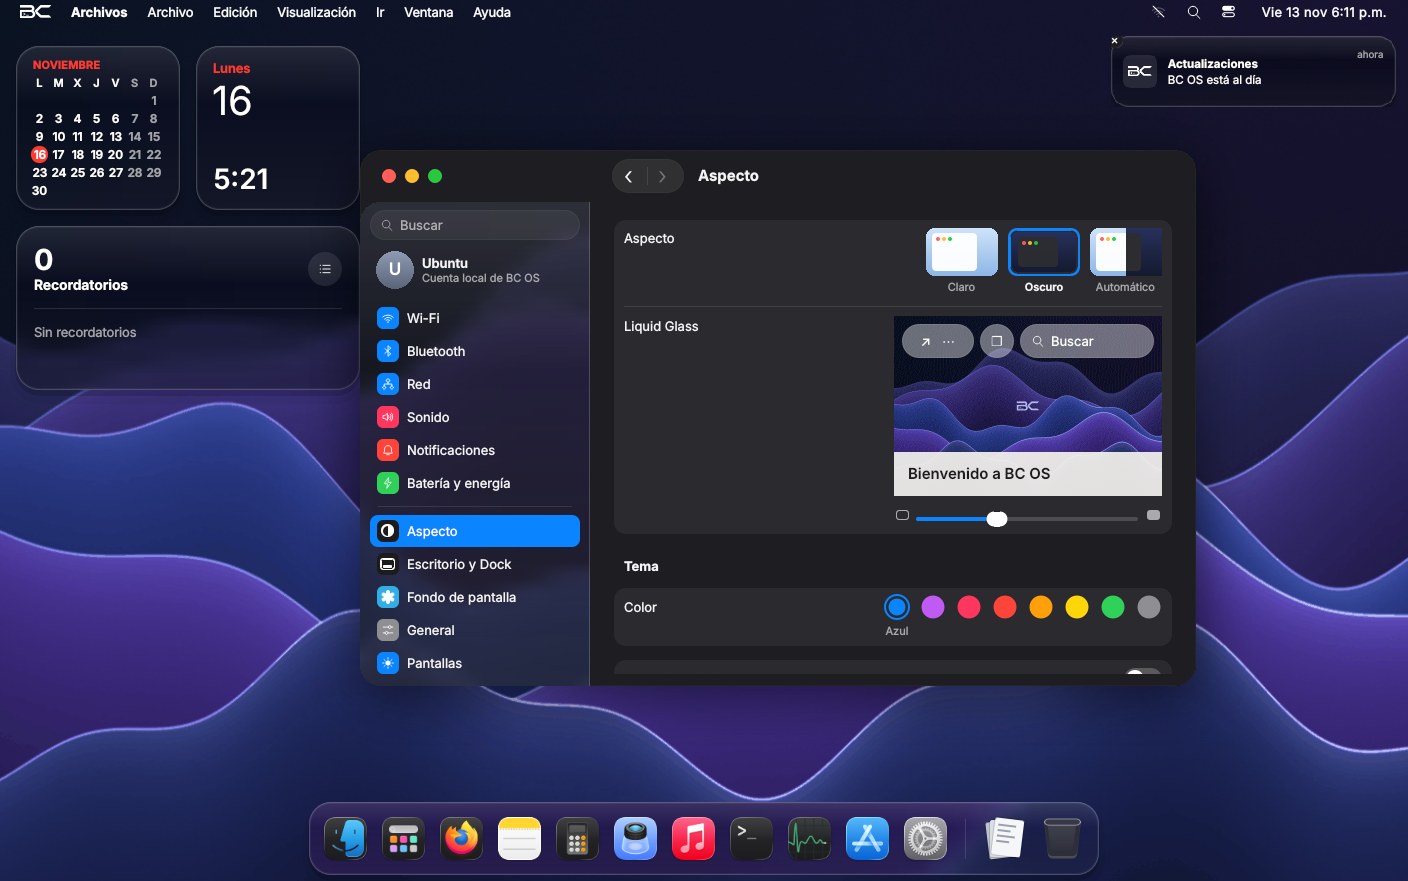 BC Archivos Archivo Edición Visualización Ir Ventana Ayuda Vie 13 nov 6:11 p.m.
NOVIEMBRE
L M X J V S D
1
2 3 4 5 6 7 8
9 10 11 12 13 14 15
16 17 18 19 20 21 22
23 24 25 26 27 28 29
30
Lunes
16
5:21
0
Recordatorios
Sin recordatorios
BC
Actualizaciones
ahora
BC OS está al día
Aspecto
Buscar
U
Ubuntu
Cuenta local de BC OS
Wi-Fi
Bluetooth
Red
Sonido
Notificaciones
Batería y energía
Aspecto
Escritorio y Dock
Fondo de pantalla
General
Pantallas
Aspecto
Claro Oscuro Automático
Liquid Glass
Buscar
BC
Bienvenido a BC OS
Tema
Color
Azul